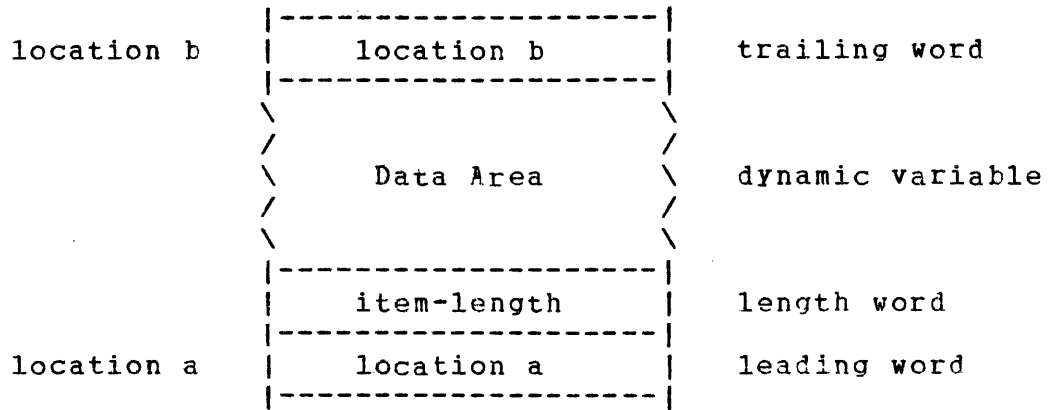 location b location b trailing word
Data Area dynamic variable
item-length length word
location a location a leading word